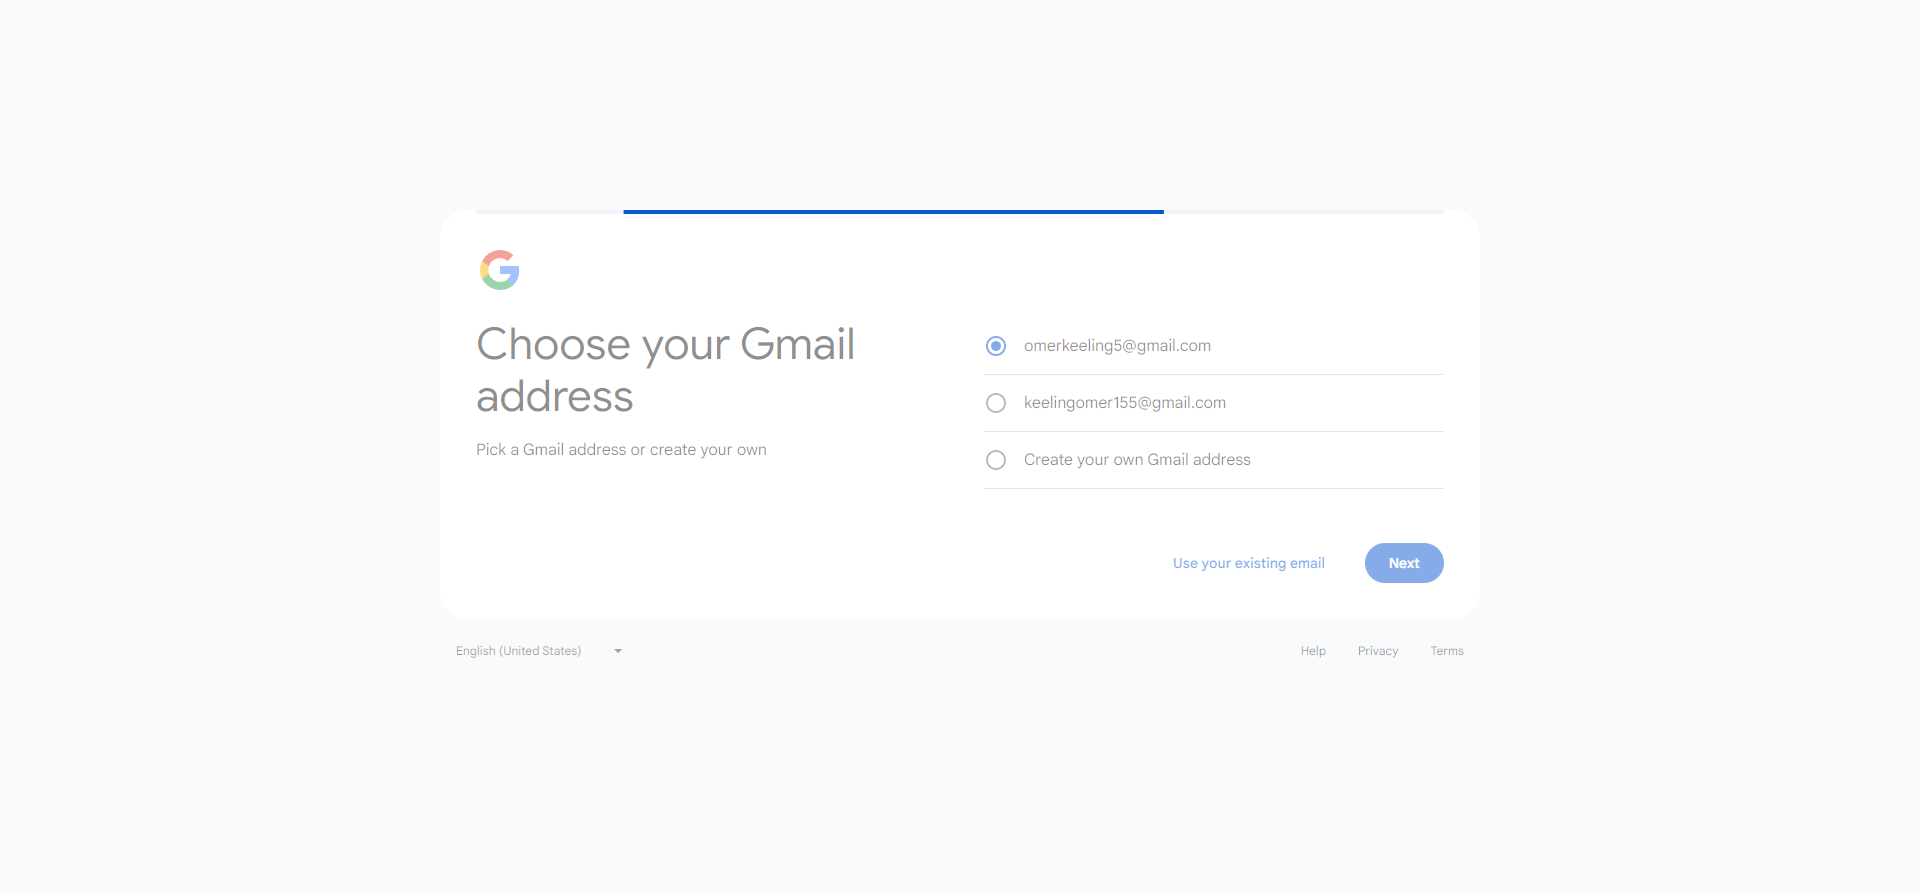 Choose your Gmail
address
Pick a Gmail address or create your own
omerkeeling5@gmail.com
keelingomer155@gmail.com
Create your own Gmail address
Use your existing email
Next
English (United States)
Help
Privacy
Terms